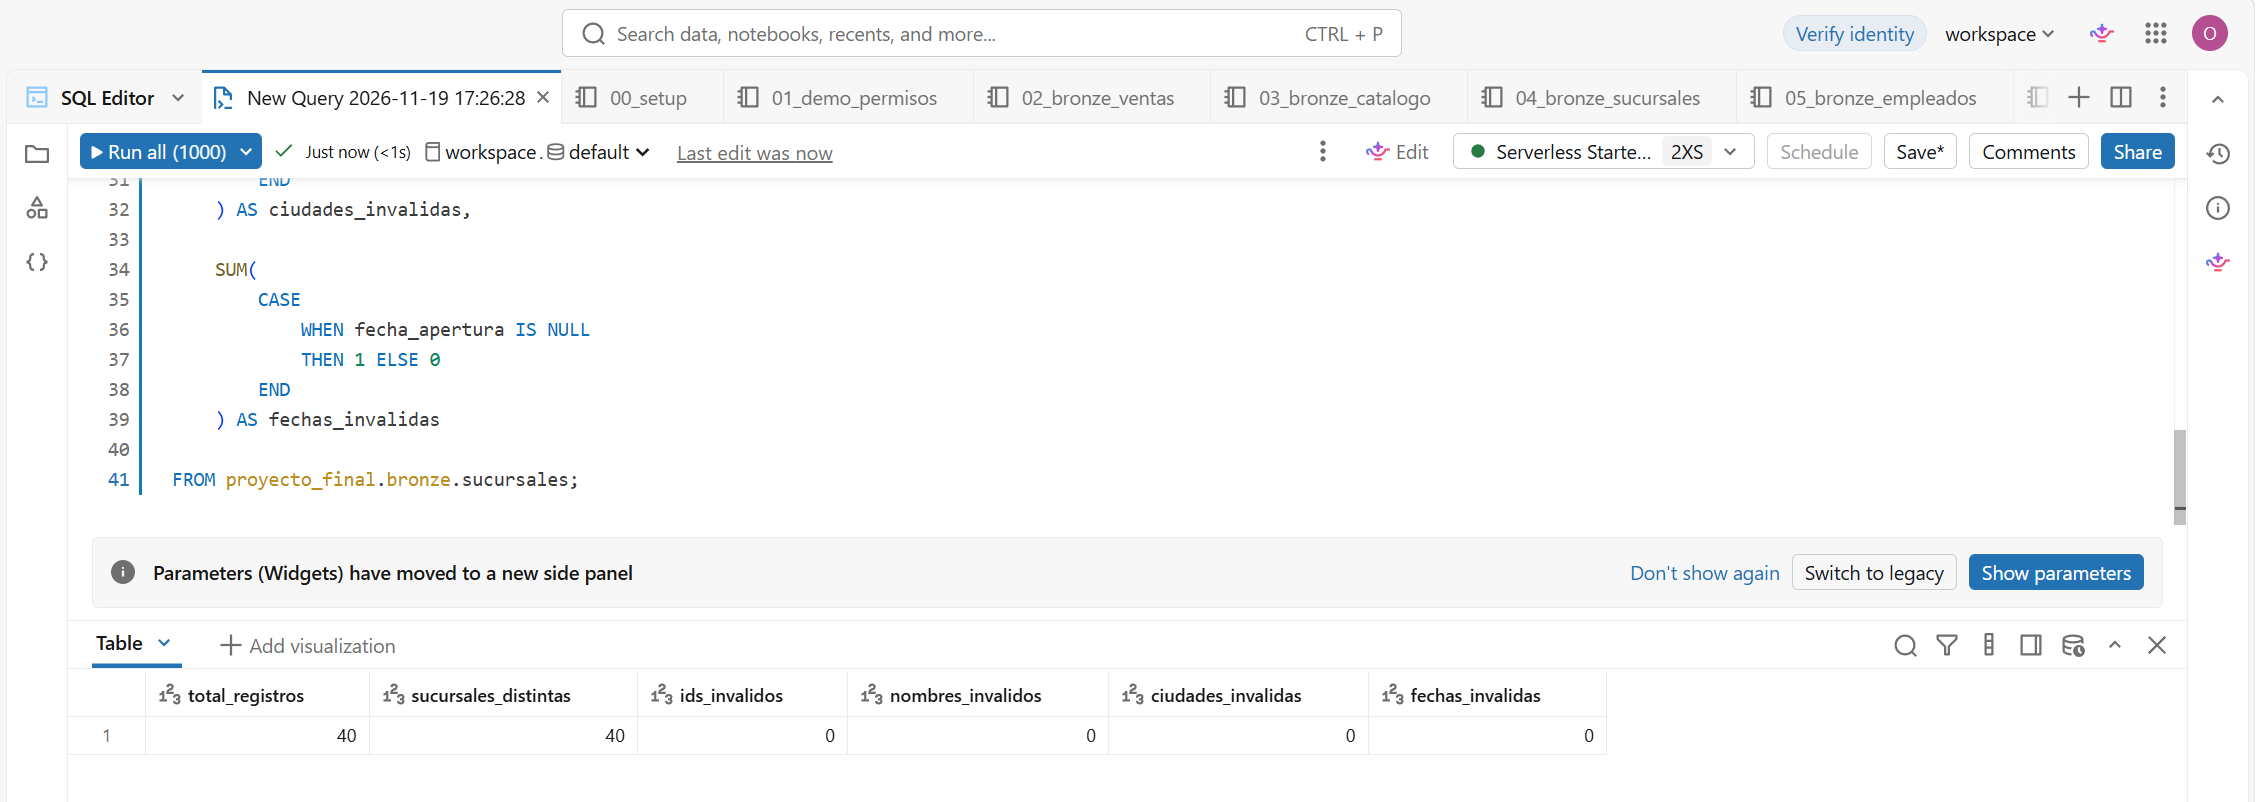 Search data, notebooks, recents, and more... CTRL + P
Verify identity workspace O
SQL Editor New Query 2026-11-19 17:26:28 00_setup 01_demo_permisos 02_bronze_ventas 03_bronze_catalogo 04_bronze_sucursales 05_bronze_empleados
Run all (1000) Just now (<1s) workspace . default Last edit was now Edit Serverless Starte... 2XS Schedule Save* Comments Share
31 END
32 ) AS ciudades_invalidas,
33
34 SUM(
35 CASE
36 WHEN fecha_apertura IS NULL
37 THEN 1 ELSE 0
38 END
39 ) AS fechas_invalidas
40
41 FROM proyecto_final.bronze.sucursales;
Parameters (Widgets) have moved to a new side panel Don't show again Switch to legacy Show parameters
Table Add visualization
total_registros sucursales_distintas ids_invalidos nombres_invalidos ciudades_invalidas fechas_invalidas
1 40 40 0 0 0 0